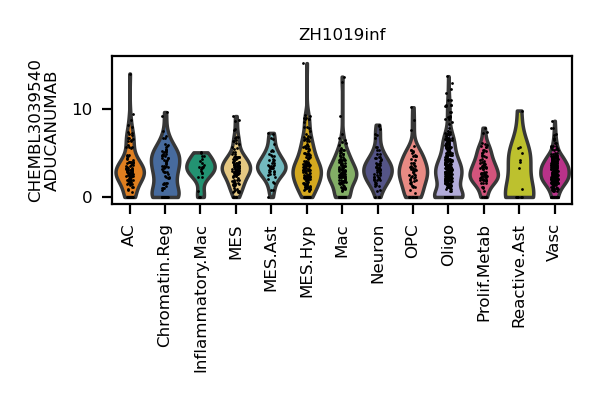 ZH1019inf
CHEMBL3039540
ADUCANUMAB
10
0
AC
Chromatin.Reg
Inflammatory.Mac
MES
MES.Ast
MES.Hyp
Mac
Neuron
OPC
Oligo
Prolif.Metab
Reactive.Ast
Vasc